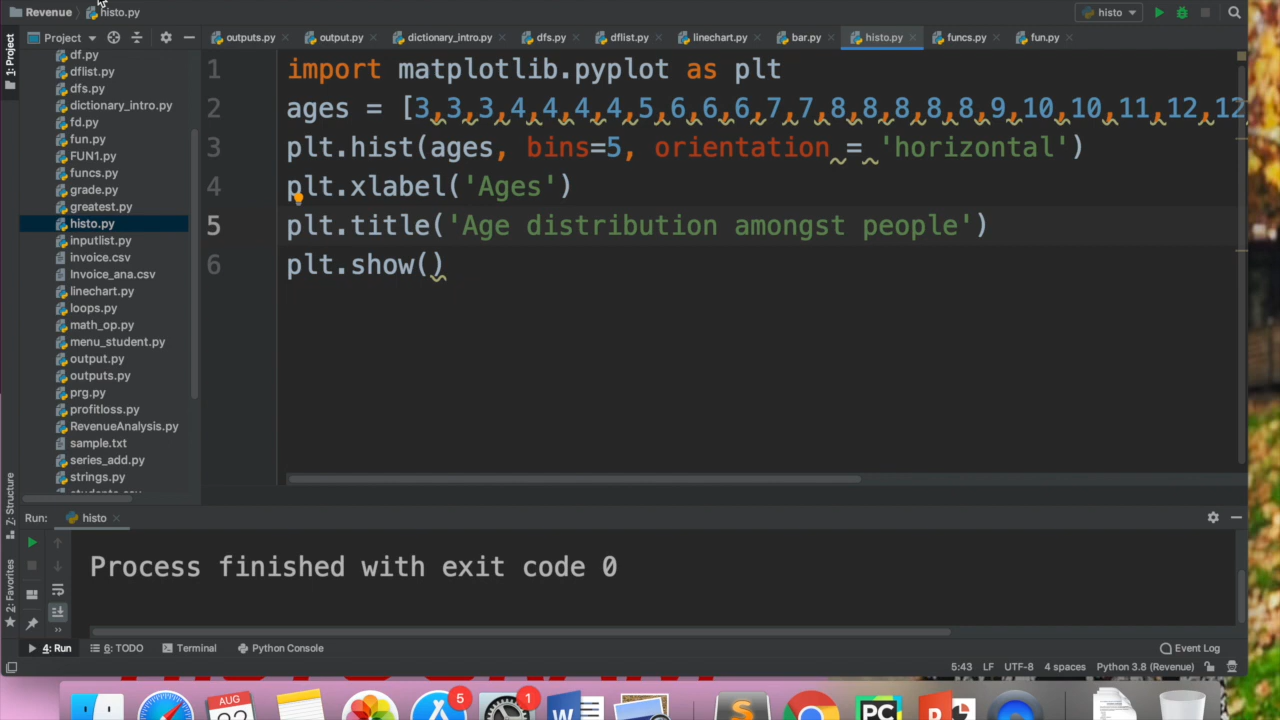 Revenue histo.py histo
Project outputs.py output.py dictionary_intro.py dfs.py dflist.py linechart.py bar.py histo.py funcs.py fun.py
1: Project
df.py
dflist.py
dfs.py
dictionary_intro.py
fd.py
fun.py
FUN1.py
funcs.py
grade.py
greatest.py
histo.py
inputlist.py
invoice.csv
Invoice_ana.csv
linechart.py
loops.py
math_op.py
menu_student.py
output.py
outputs.py
prg.py
profitloss.py
RevenueAnalysis.py
sample.txt
series_add.py
strings.py
1 import matplotlib.pyplot as plt
2 ages = [3,3,3,4,4,4,4,5,6,6,6,7,7,8,8,8,8,8,9,10,10,11,12,12
3 plt.hist(ages, bins=5, orientation = 'horizontal')
4 plt.xlabel('Ages')
5 plt.title('Age distribution amongst people')
6 plt.show()
Z: Structure
2: Favorites
Run: histo
Process finished with exit code 0
4: Run 6: TODO Terminal Python Console Event Log
5:43 LF UTF-8 4 spaces Python 3.8 (Revenue)
AUG
5
1
W
S
PC
P